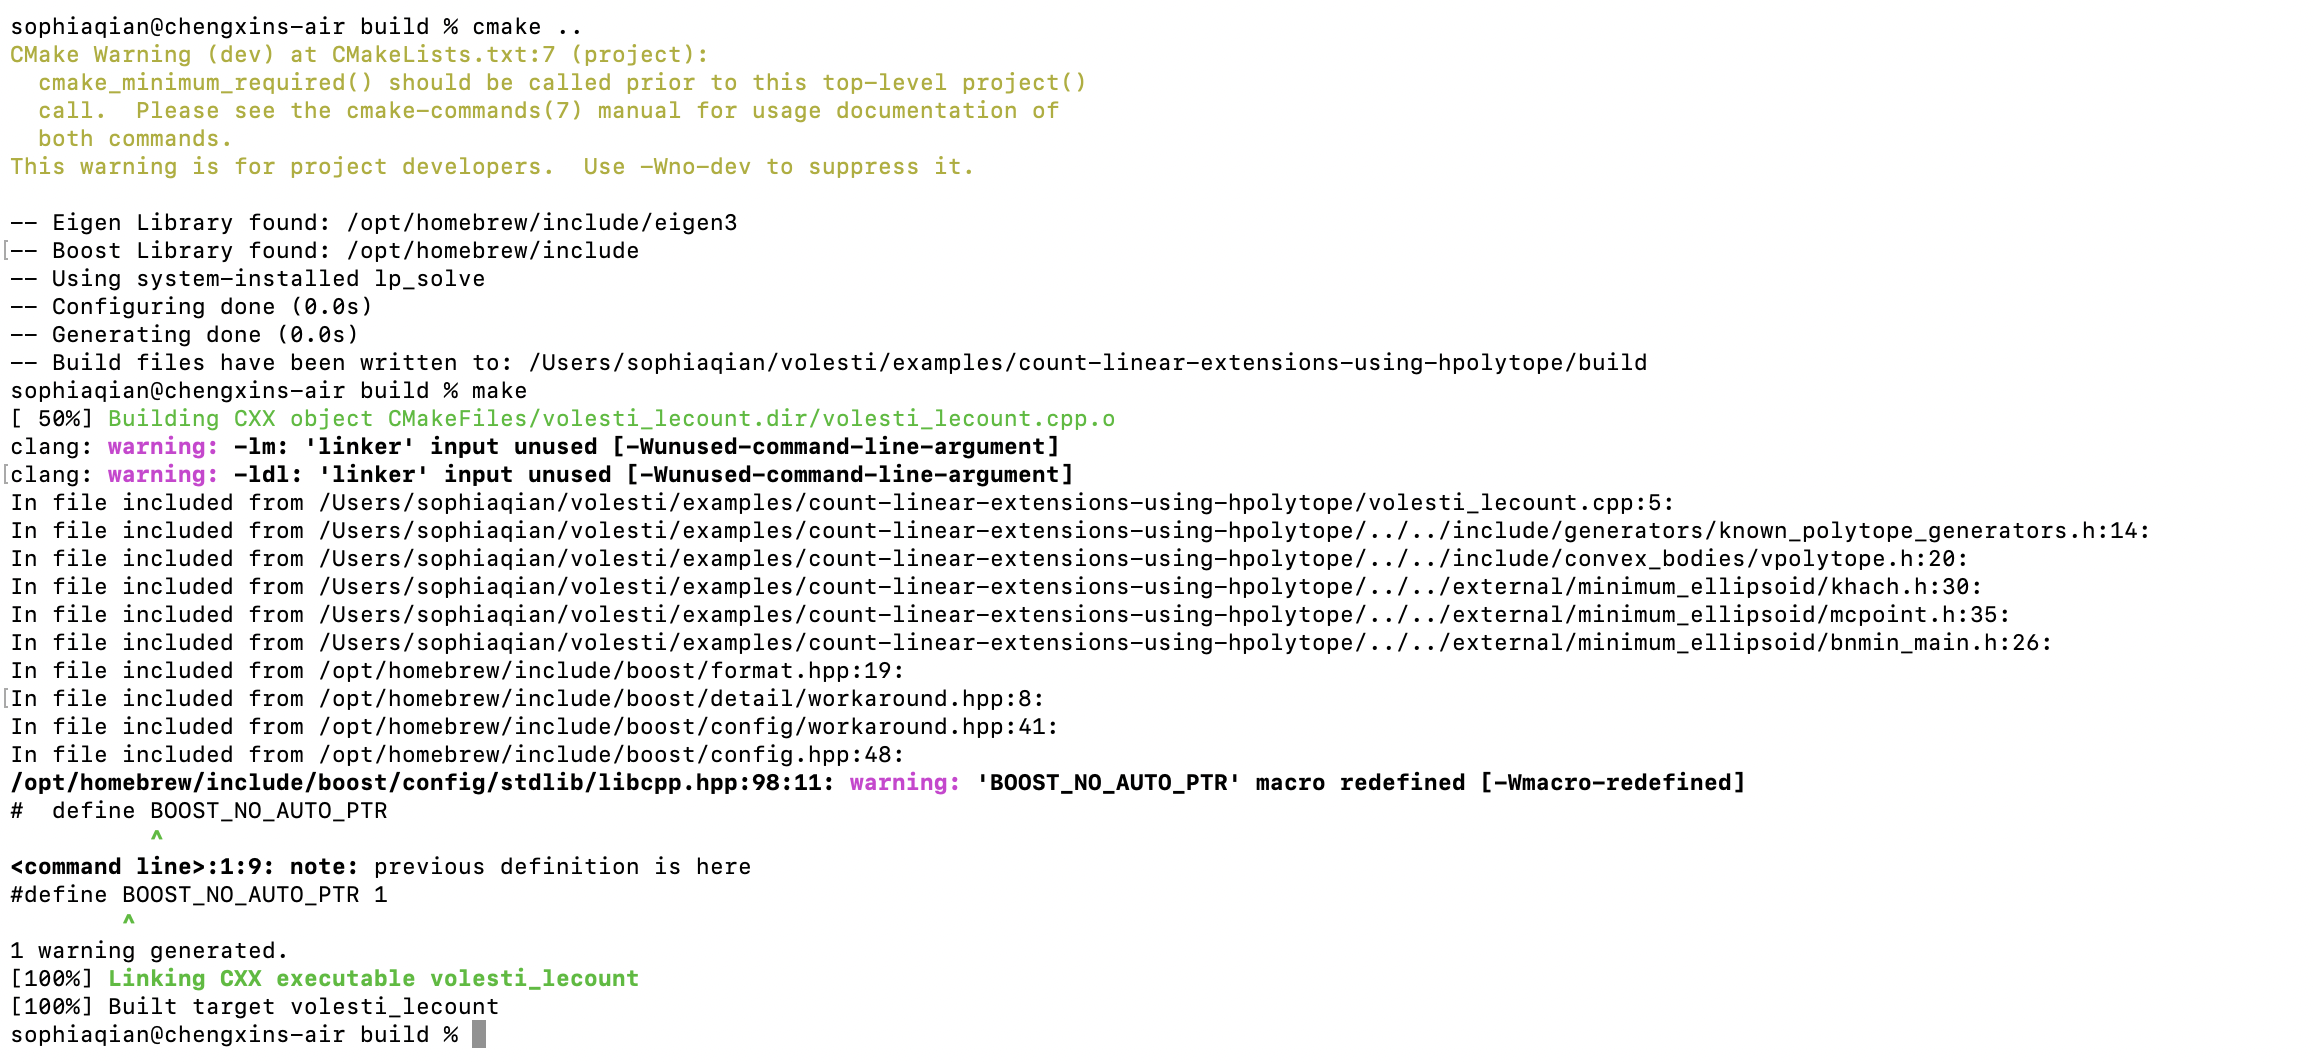 sophiaqian@chengxins-air build % cmake ..
CMake Warning (dev) at CMakeLists.txt:7 (project):
  cmake_minimum_required() should be called prior to this top-level project()
  call.  Please see the cmake-commands(7) manual for usage documentation of
  both commands.
This warning is for project developers.  Use -Wno-dev to suppress it.

-- Eigen Library found: /opt/homebrew/include/eigen3
-- Boost Library found: /opt/homebrew/include
-- Using system-installed lp_solve
-- Configuring done (0.0s)
-- Generating done (0.0s)
-- Build files have been written to: /Users/sophiaqian/volesti/examples/count-linear-extensions-using-hpolytope/build
sophiaqian@chengxins-air build % make
[ 50%] Building CXX object CMakeFiles/volesti_lecount.dir/volesti_lecount.cpp.o
clang: warning: -lm: 'linker' input unused [-Wunused-command-line-argument]
clang: warning: -ldl: 'linker' input unused [-Wunused-command-line-argument]
In file included from /Users/sophiaqian/volesti/examples/count-linear-extensions-using-hpolytope/volesti_lecount.cpp:5:
In file included from /Users/sophiaqian/volesti/examples/count-linear-extensions-using-hpolytope/../../include/generators/known_polytope_generators.h:14:
In file included from /Users/sophiaqian/volesti/examples/count-linear-extensions-using-hpolytope/../../include/convex_bodies/vpolytope.h:20:
In file included from /Users/sophiaqian/volesti/examples/count-linear-extensions-using-hpolytope/../../external/minimum_ellipsoid/khach.h:30:
In file included from /Users/sophiaqian/volesti/examples/count-linear-extensions-using-hpolytope/../../external/minimum_ellipsoid/mcpoint.h:35:
In file included from /Users/sophiaqian/volesti/examples/count-linear-extensions-using-hpolytope/../../external/minimum_ellipsoid/bnmin_main.h:26:
In file included from /opt/homebrew/include/boost/format.hpp:19:
In file included from /opt/homebrew/include/boost/detail/workaround.hpp:8:
In file included from /opt/homebrew/include/boost/config/workaround.hpp:41:
In file included from /opt/homebrew/include/boost/config.hpp:48:
/opt/homebrew/include/boost/config/stdlib/libcpp.hpp:98:11: warning: 'BOOST_NO_AUTO_PTR' macro redefined [-Wmacro-redefined]
#  define BOOST_NO_AUTO_PTR
          ^
<command line>:1:9: note: previous definition is here
#define BOOST_NO_AUTO_PTR 1
        ^
1 warning generated.
[100%] Linking CXX executable volesti_lecount
[100%] Built target volesti_lecount
sophiaqian@chengxins-air build %